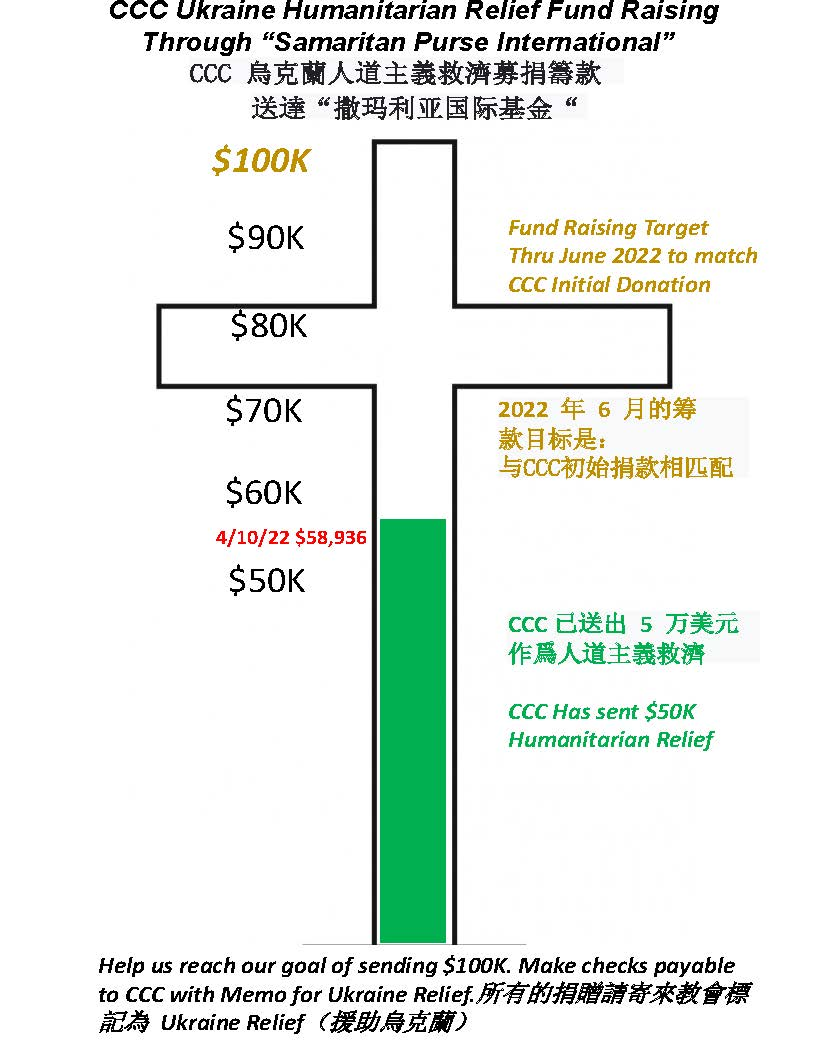 CCC Ukraine Humanitarian Relief Fund Raising
Through “Samaritan Purse International”
CCC 烏克蘭人道主義救濟募捐籌款
送達“撒玛利亚国际基金“
$100K
$90K
Fund Raising Target
Thru June 2022 to match
CCC Initial Donation
$80K
$70K
2022 年 6 月的筹
款目标是：
与CCC初始捐款相匹配
$60K
4/10/22 $58,936
$50K
CCC 已送出 5 万美元
作爲人道主義救濟
CCC Has sent $50K
Humanitarian Relief
Help us reach our goal of sending $100K. Make checks payable
to CCC with Memo for Ukraine Relief.所有的捐贈請寄來教會標
記為 Ukraine Relief（援助烏克蘭）